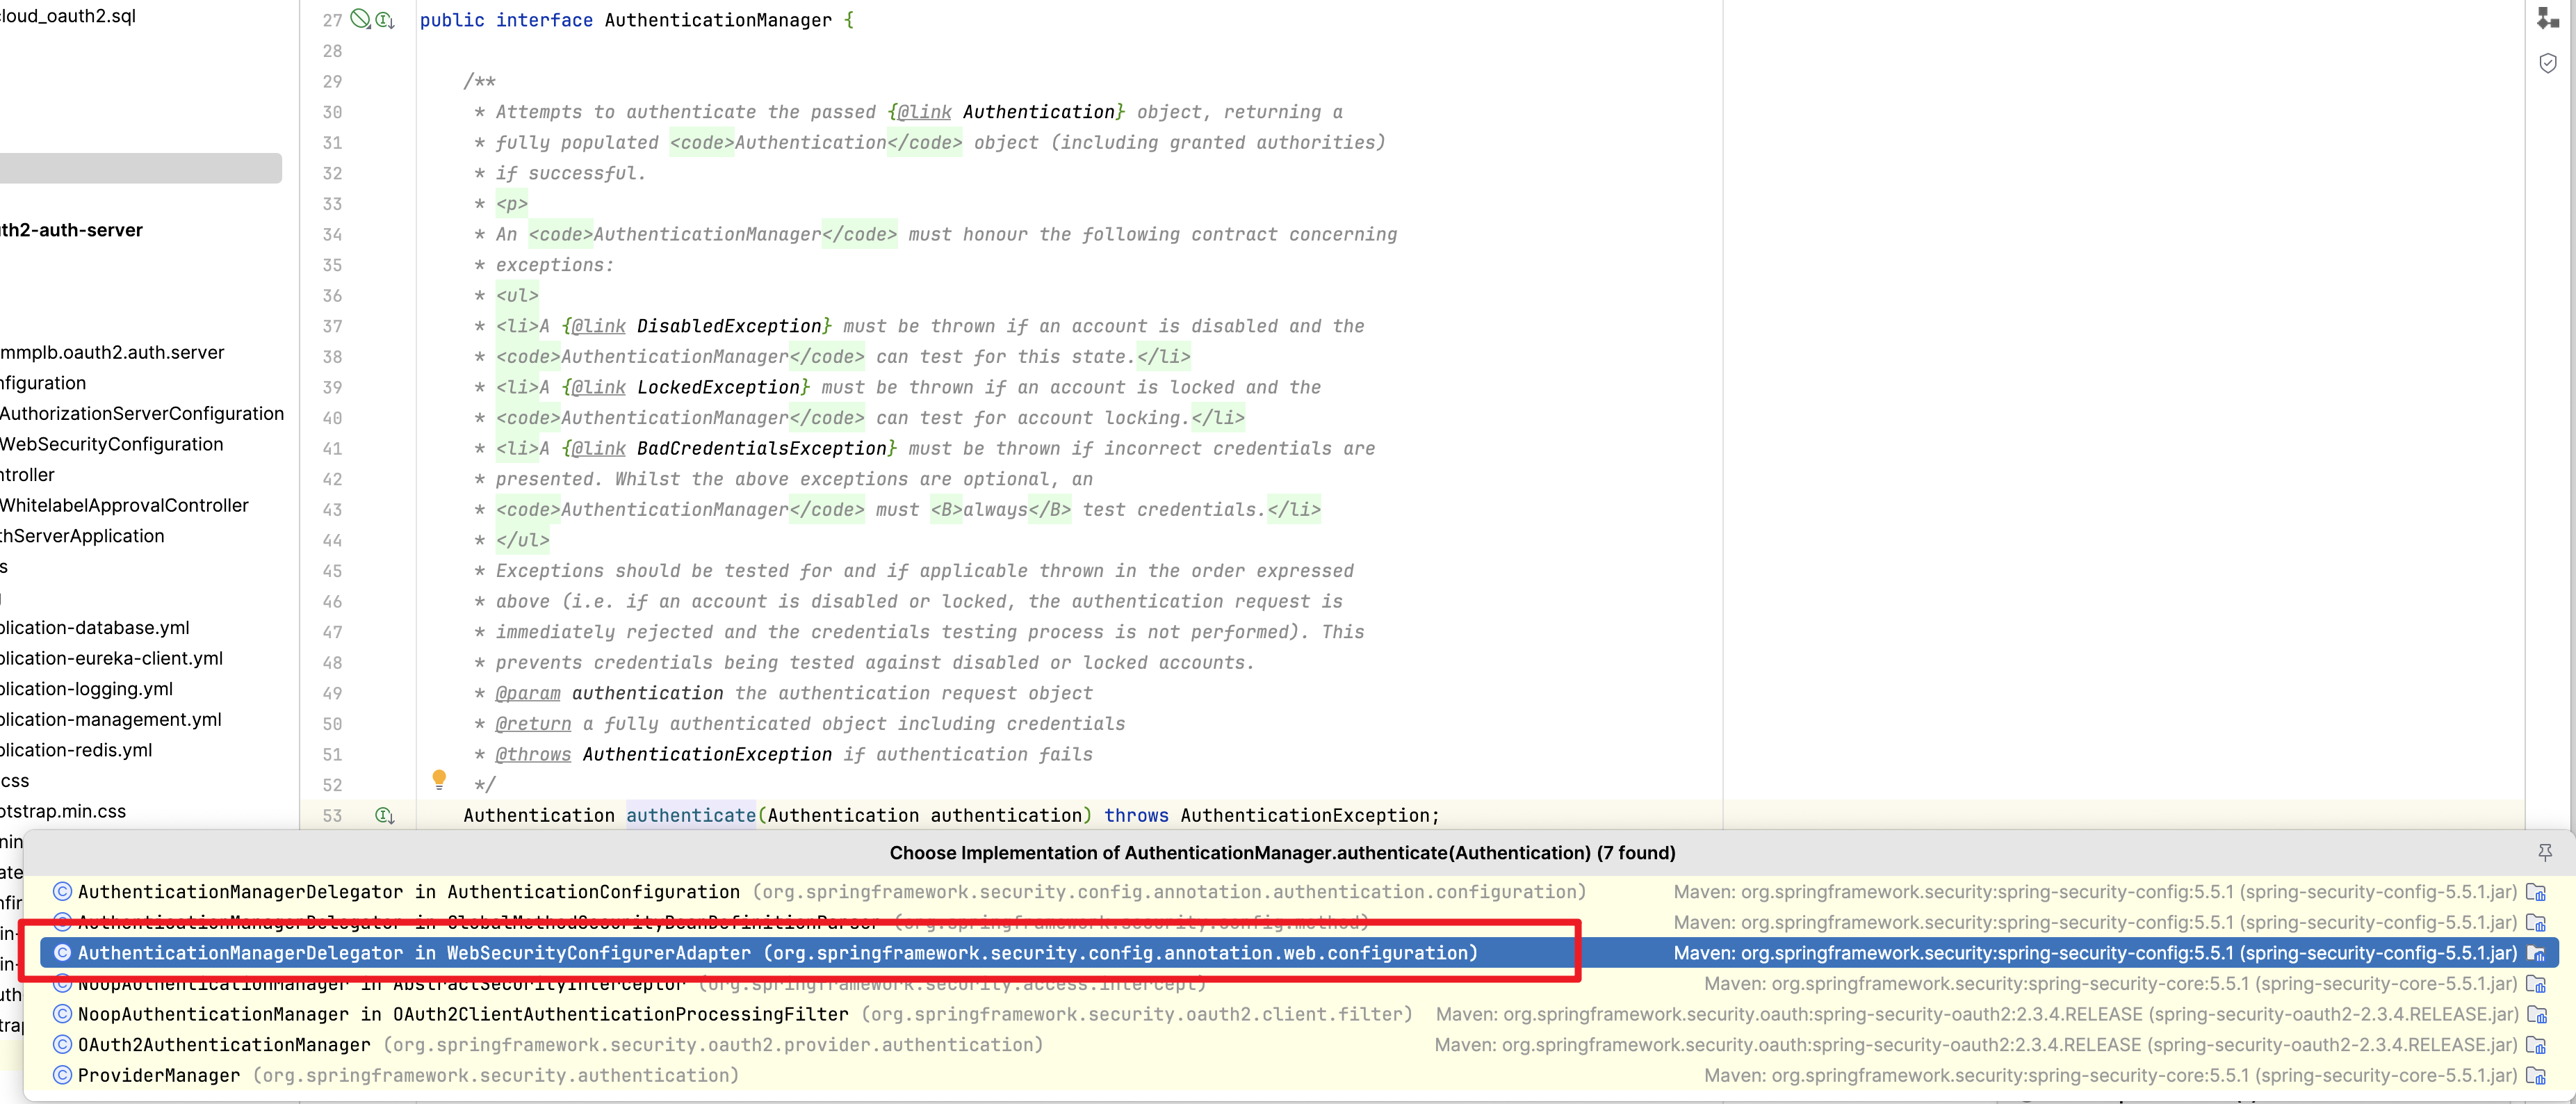 cloud_oauth2.sql
th2-auth-server
mmplb.oauth2.auth.server
nfiguration
AuthorizationServerConfiguration
WebSecurityConfiguration
ntroller
WhitelabelApprovalController
thServerApplication
s
plication-database.yml
plication-eureka-client.yml
plication-logging.yml
plication-management.yml
plication-redis.yml
css
otstrap.min.css
27 public interface AuthenticationManager {
28
29 /**
30 * Attempts to authenticate the passed {@link Authentication} object, returning a
31 * fully populated <code>Authentication</code> object (including granted authorities)
32 * if successful.
33 * <p>
34 * An <code>AuthenticationManager</code> must honour the following contract concerning
35 * exceptions:
36 * <ul>
37 * <li>A {@link DisabledException} must be thrown if an account is disabled and the
38 * <code>AuthenticationManager</code> can test for this state.</li>
39 * <li>A {@link LockedException} must be thrown if an account is locked and the
40 * <code>AuthenticationManager</code> can test for account locking.</li>
41 * <li>A {@link BadCredentialsException} must be thrown if incorrect credentials are
42 * presented. Whilst the above exceptions are optional, an
43 * <code>AuthenticationManager</code> must <B>always</B> test credentials.</li>
44 * </ul>
45 * Exceptions should be tested for and if applicable thrown in the order expressed
46 * above (i.e. if an account is disabled or locked, the authentication request is
47 * immediately rejected and the credentials testing process is not performed). This
48 * prevents credentials being tested against disabled or locked accounts.
49 * @param authentication the authentication request object
50 * @return a fully authenticated object including credentials
51 * @throws AuthenticationException if authentication fails
52 */
53 Authentication authenticate(Authentication authentication) throws AuthenticationException;
Choose Implementation of AuthenticationManager.authenticate(Authentication) (7 found)
AuthenticationManagerDelegator in AuthenticationConfiguration (org.springframework.security.config.annotation.authentication.configuration) Maven: org.springframework.security:spring-security-config:5.5.1 (spring-security-config-5.5.1.jar)
AuthenticationManagerDelegator in GlobalMethodSecurityBeanDefinitionParser (org.springframework.security.config.method) Maven: org.springframework.security:spring-security-config:5.5.1 (spring-security-config-5.5.1.jar)
AuthenticationManagerDelegator in WebSecurityConfigurerAdapter (org.springframework.security.config.annotation.web.configuration) Maven: org.springframework.security:spring-security-config:5.5.1 (spring-security-config-5.5.1.jar)
NoopAuthenticationManager in AbstractSecurityInterceptor (org.springframework.security.access.intercept) Maven: org.springframework.security:spring-security-core:5.5.1 (spring-security-core-5.5.1.jar)
NoopAuthenticationManager in OAuth2ClientAuthenticationProcessingFilter (org.springframework.security.oauth2.client.filter) Maven: org.springframework.security.oauth:spring-security-oauth2:2.3.4.RELEASE (spring-security-oauth2-2.3.4.RELEASE.jar)
OAuth2AuthenticationManager (org.springframework.security.oauth2.provider.authentication) Maven: org.springframework.security.oauth:spring-security-oauth2:2.3.4.RELEASE (spring-security-oauth2-2.3.4.RELEASE.jar)
ProviderManager (org.springframework.security.authentication) Maven: org.springframework.security:spring-security-core:5.5.1 (spring-security-core-5.5.1.jar)